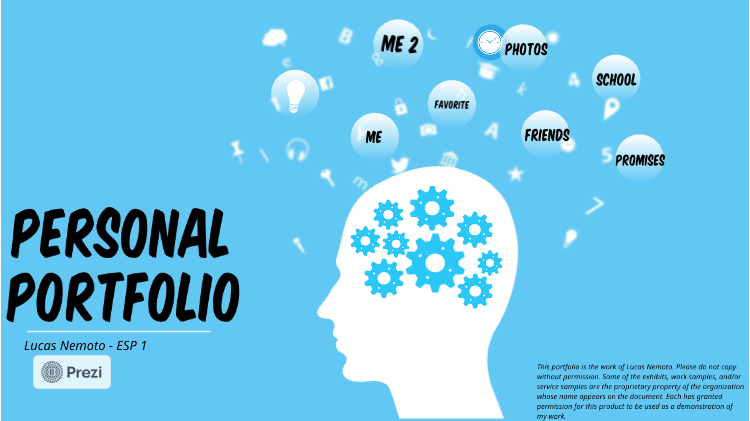 ME 2
PHOTOS
SCHOOL
FAVORITE
ME
FRIENDS
PROMISES
PERSONAL
PORTFOLIO
Lucas Nemoto - ESP 1
Prezi
This portfolio is the work of Lucas Nemoto. Please do not copy
without permission. Some of the exhibits, work samples, and/or
service samples are the proprietary property of the organization
whose name appears on the document. Each has granted
permission for this product to be used as a demonstration of
my work.